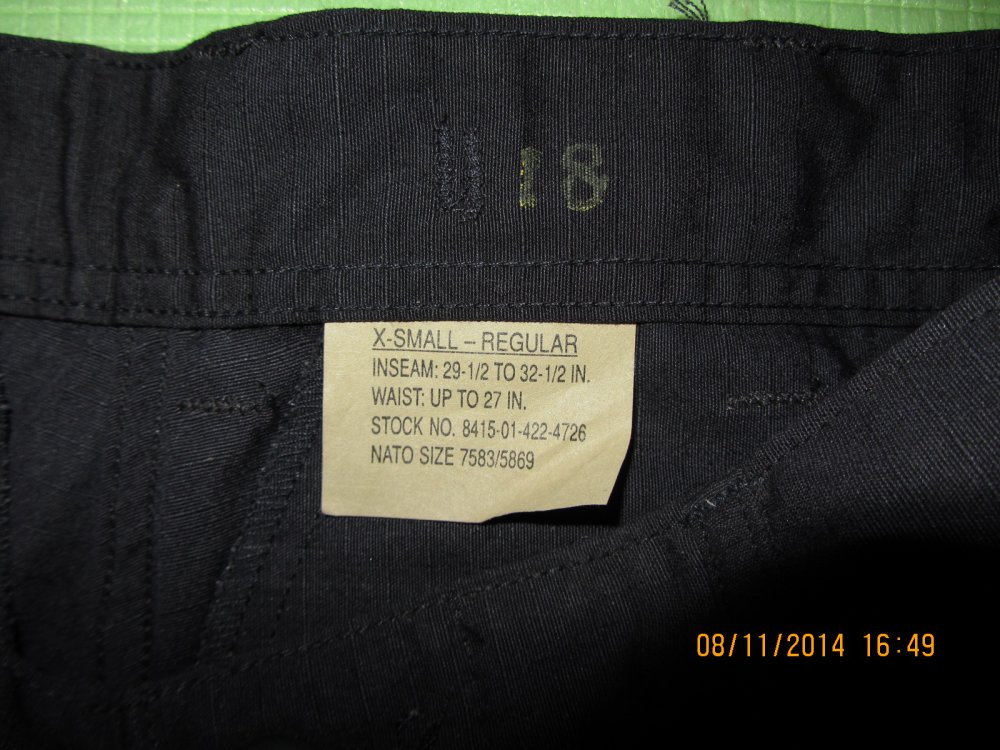 18
X-SMALL – REGULAR
INSEAM: 29-1/2 TO 32-1/2 IN.
WAIST: UP TO 27 IN.
STOCK NO. 8415-01-422-4726
NATO SIZE 7583/5869
08/11/2014 16:49